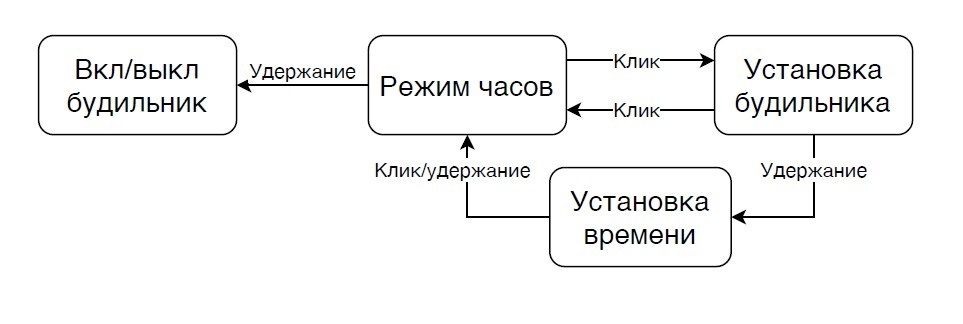 Вкл/выкл
будильник
Удержание
Режим часов
Клик
Клик
Установка
будильника
Клик/удержание
Удержание
Установка
времени